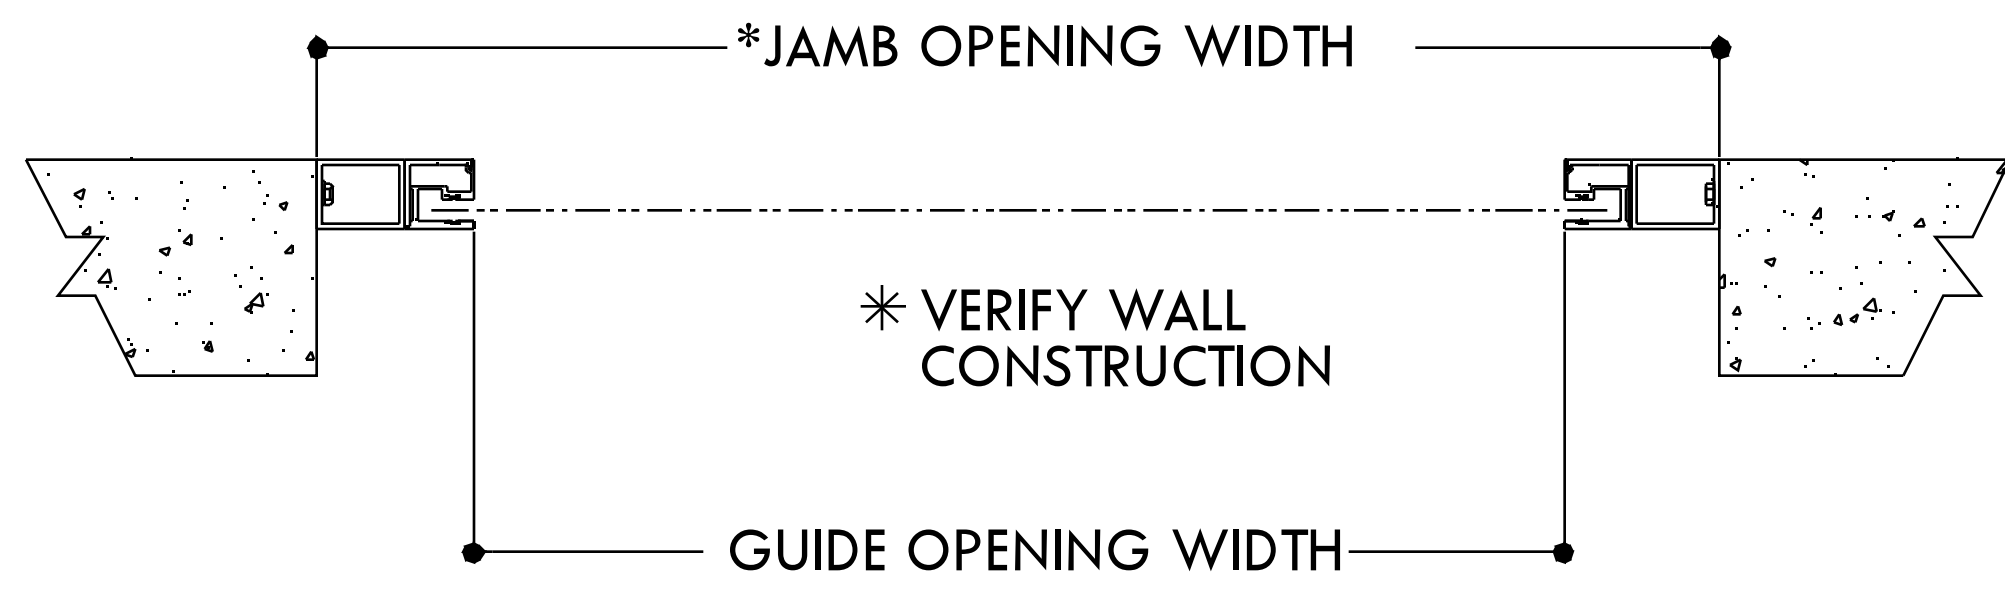 *JAMB OPENING WIDTH
* VERIFY WALL
CONSTRUCTION
GUIDE OPENING WIDTH